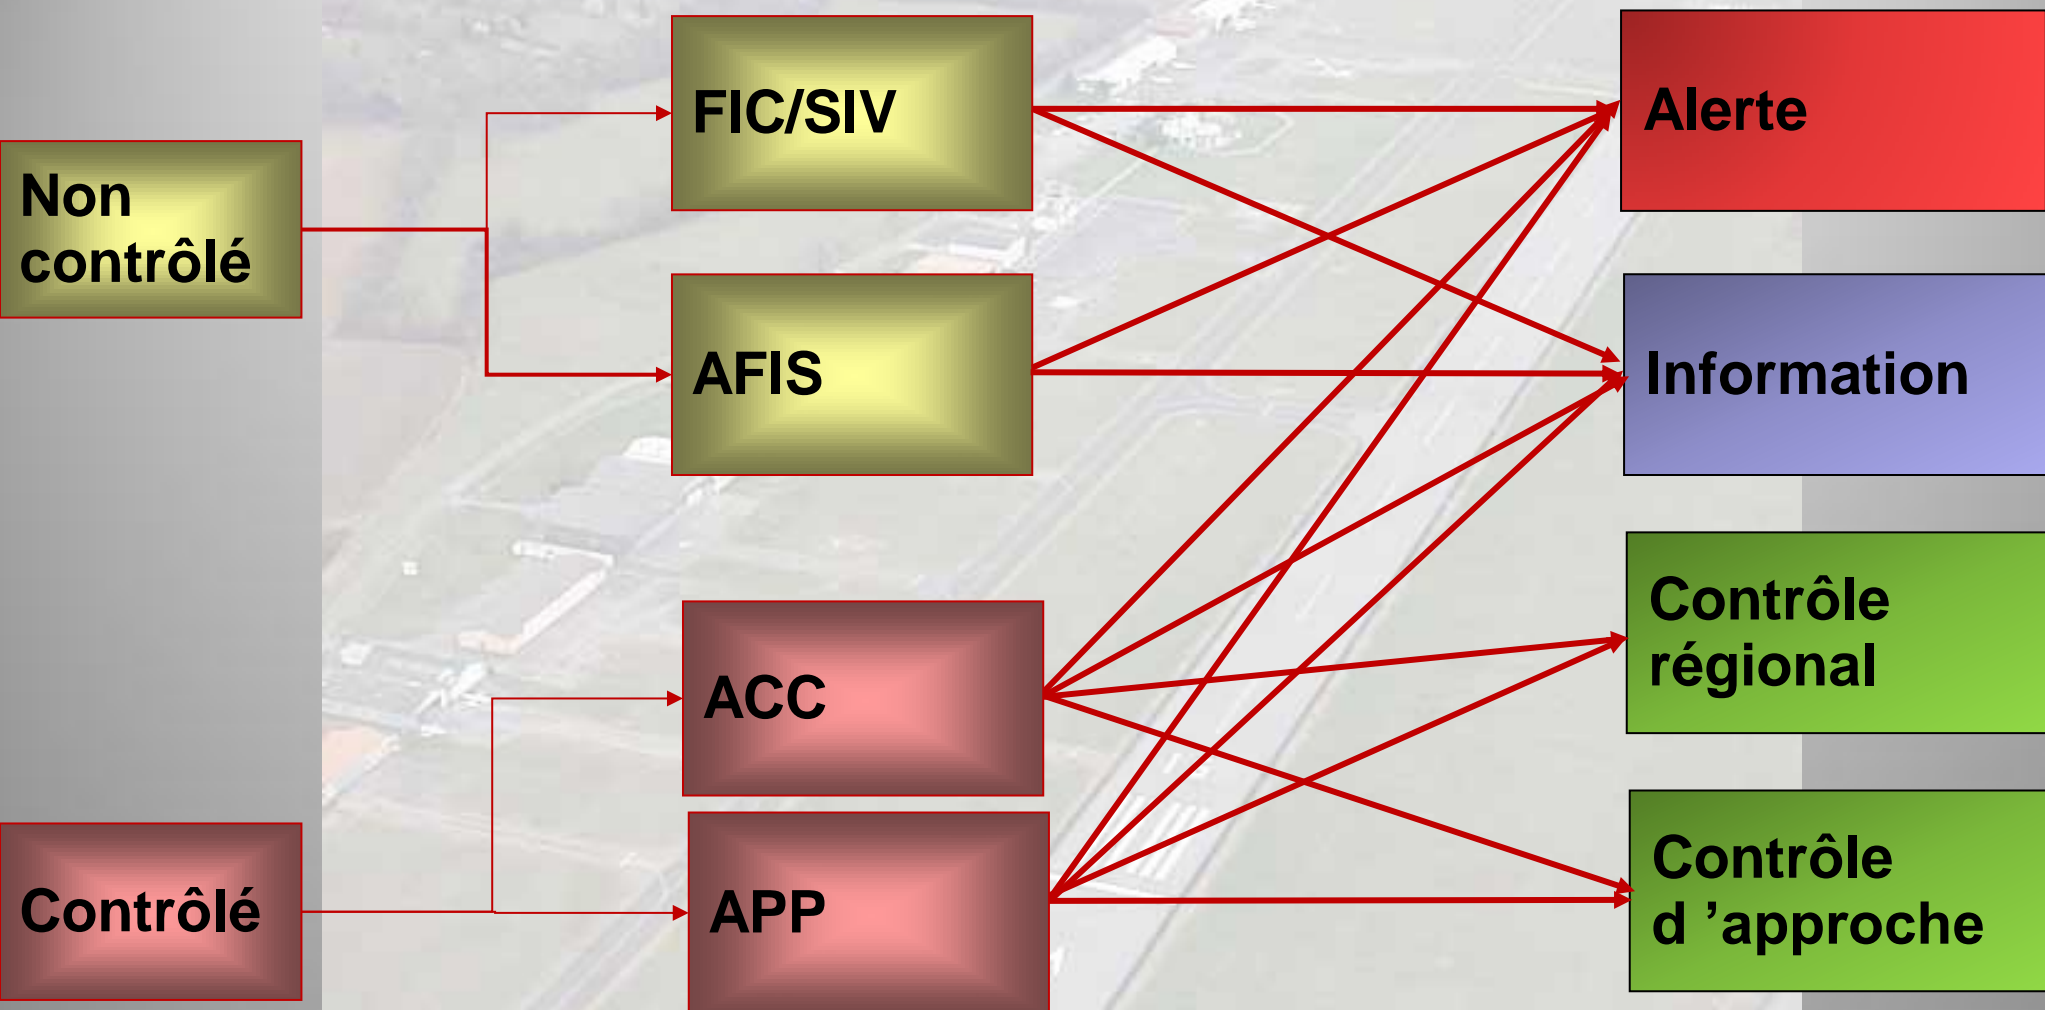 Non
contrôlé
Contrôlé
FIC/SIV
AFIS
ACC
APP
Alerte
Information
Contrôle
régional
Contrôle
d ’approche